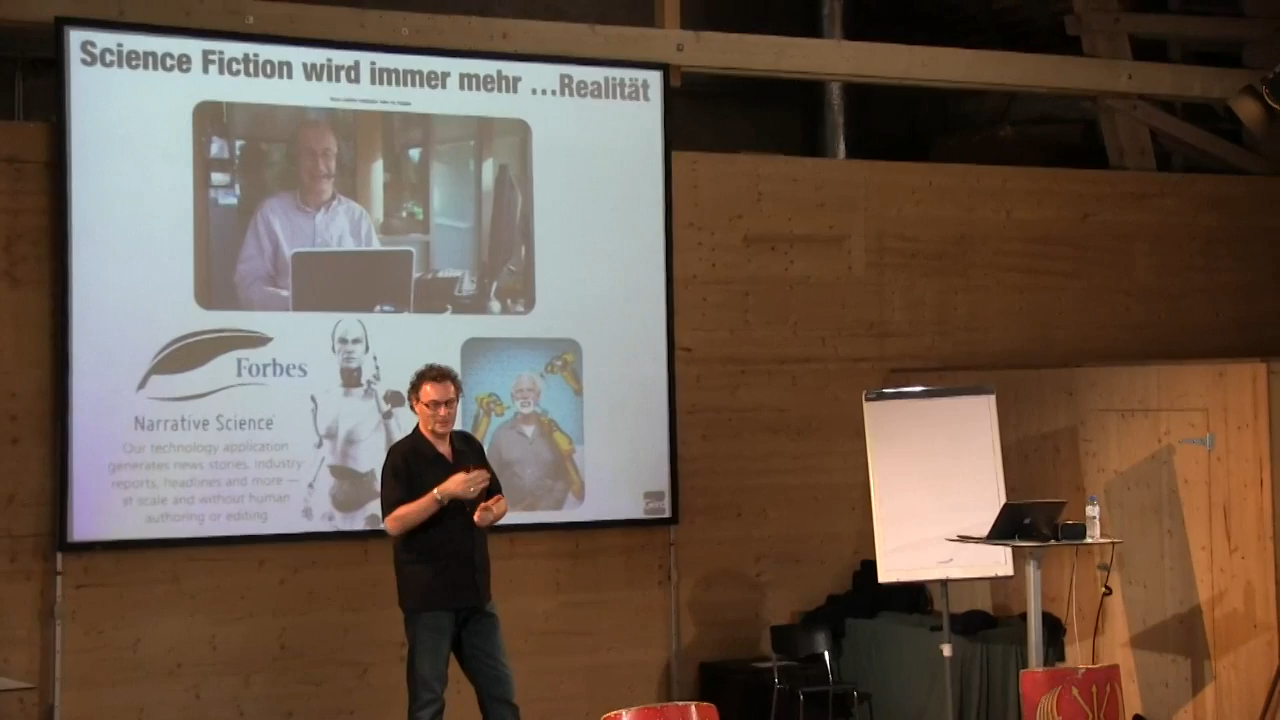 Science Fiction wird immer mehr ...Realität
Forbes
Narrative Science
Our technology application
generates news stories, industry
reports, headlines and more —
at scale and without human
authoring or editing